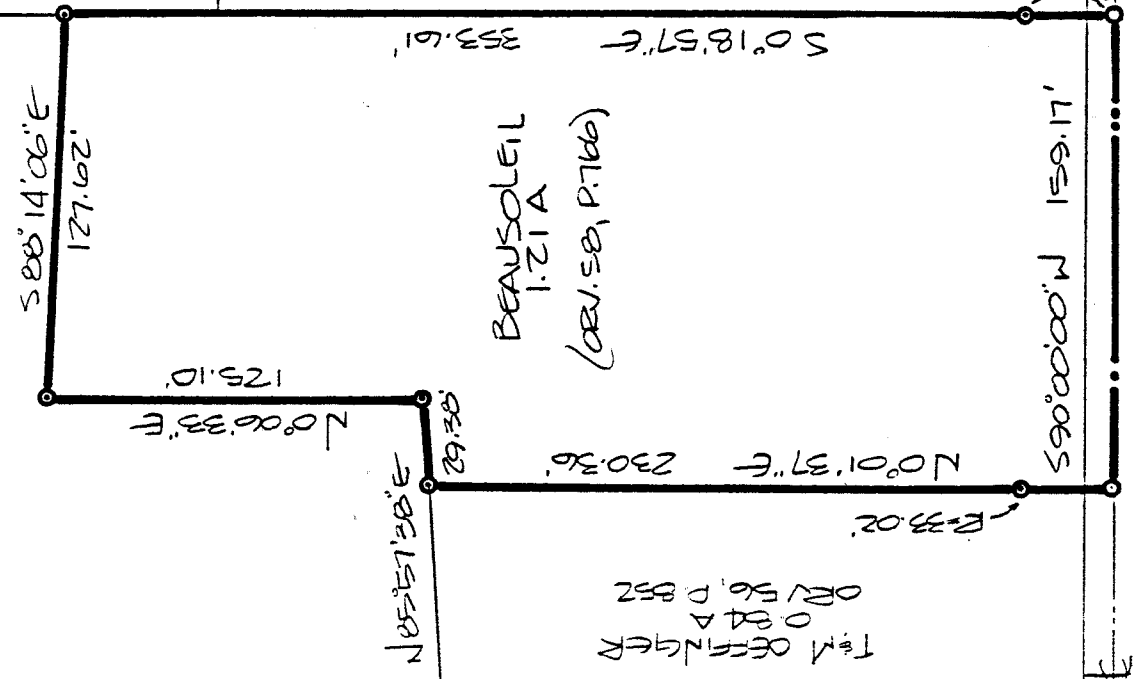 S 0°18'57"E 353.61'
S 88°14'06"E
127.62'
BEAUSOLEIL
1.21 A
(ORV.58, P.766)
N 0°06'33"E
125.10'
N 85°57'38"E
29.38'
N 0°01'37"E 230.36'
R=33.02'
S 90°00'00"W 159.17'
T&M OEFFINGER
0.84 A
ORV 56, P. 852